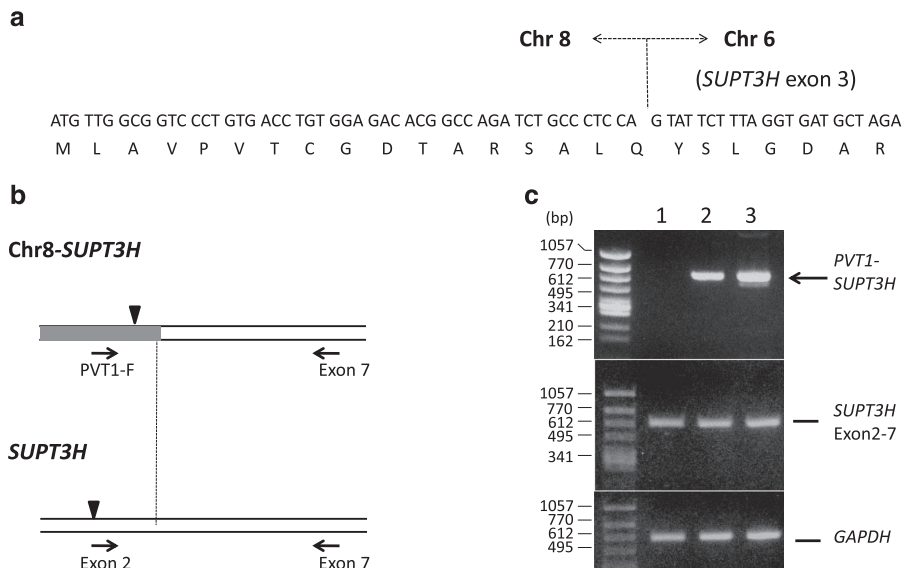 a
Chr 8 Chr 6
(SUPT3H exon 3)
ATG TTG GCG GTC CCT GTG ACC TGT GGA GAC ACG GCC AGA TCT GCC CTC CA G TAT TCT TTA GGT GAT GCT AGA
M L A V P V T C G D T A R S A L Q Y S L G D A R
b
Chr8-SUPT3H
PVT1-F Exon 7
SUPT3H
Exon 2 Exon 7
c
(bp) 1 2 3
1057
770
612
495
341
210
162
PVT1-
SUPT3H
1057
770
612
495
341
SUPT3H
Exon2-7
1057
770
612
495
GAPDH